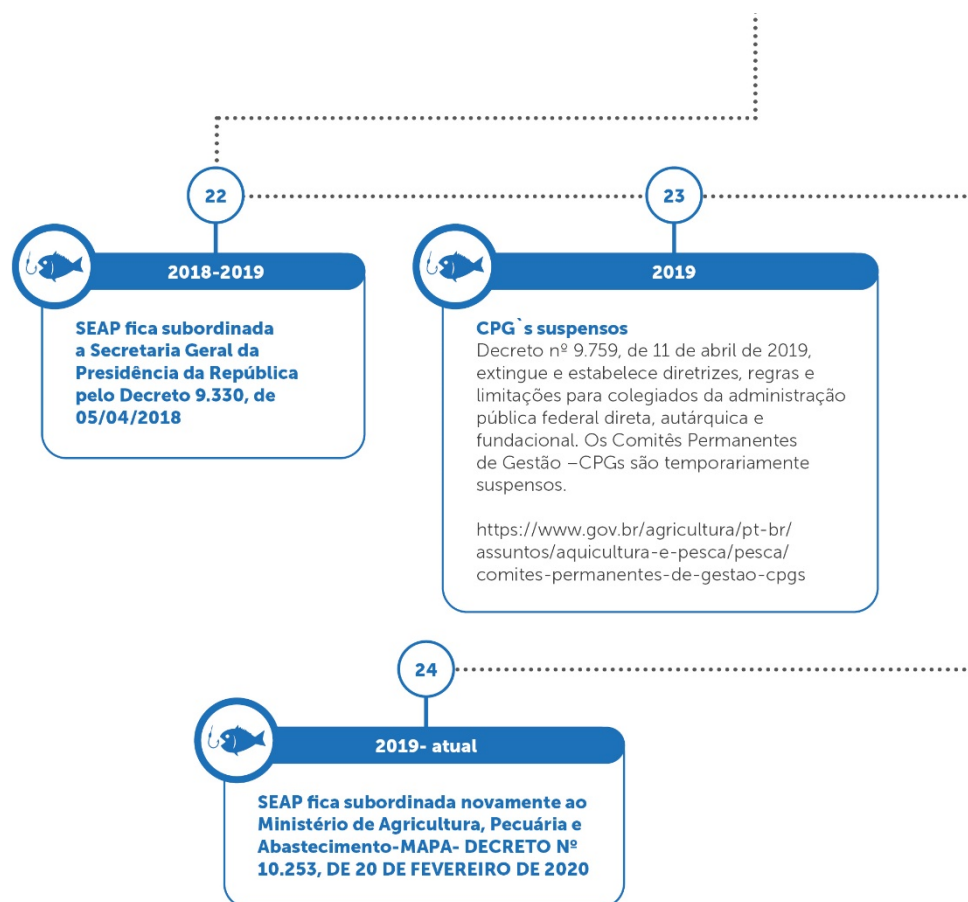 22
2018-2019
SEAP fica subordinada
a Secretaria Geral da
Presidência da República
pelo Decreto 9.330, de
05/04/2018
23
2019
CPG`s suspensos
Decreto nº 9.759, de 11 de abril de 2019,
extingue e estabelece diretrizes, regras e
limitações para colegiados da administração
pública federal direta, autárquica e
fundacional. Os Comitês Permanentes
de Gestão –CPGs são temporariamente
suspensos.
https://www.gov.br/agricultura/pt-br/
assuntos/aquicultura-e-pesca/pesca/
comites-permanentes-de-gestao-cpgs
24
2019- atual
SEAP fica subordinada novamente ao
Ministério de Agricultura, Pecuária e
Abastecimento-MAPA- DECRETO Nº
10.253, DE 20 DE FEVEREIRO DE 2020